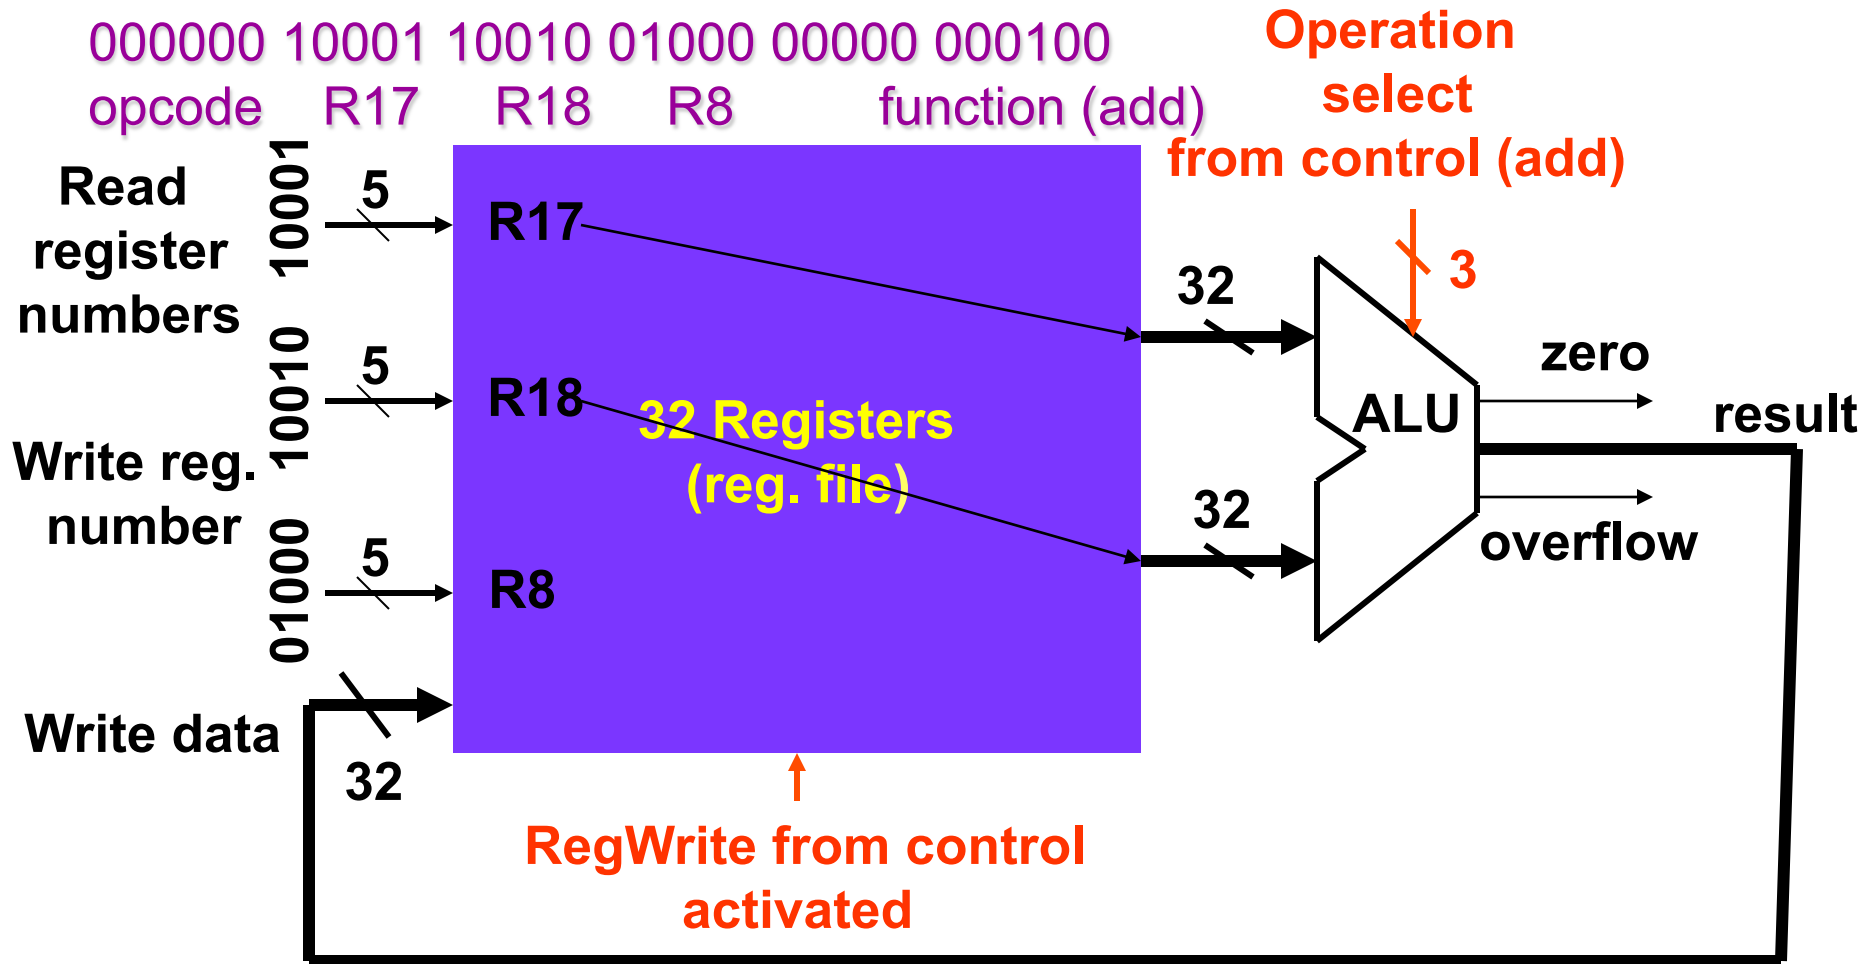 000000 10001 10010 01000 00000 000100
opcode R17 R18 R8 function (add)
Operation
select
from control (add)
Read
register
numbers
10001
5
R17
10010
5
R18
32 Registers
(reg. file)
Write reg.
number
01000
5
R8
Write data
32
32
32
3
ALU
zero
result
overflow
RegWrite from control
activated